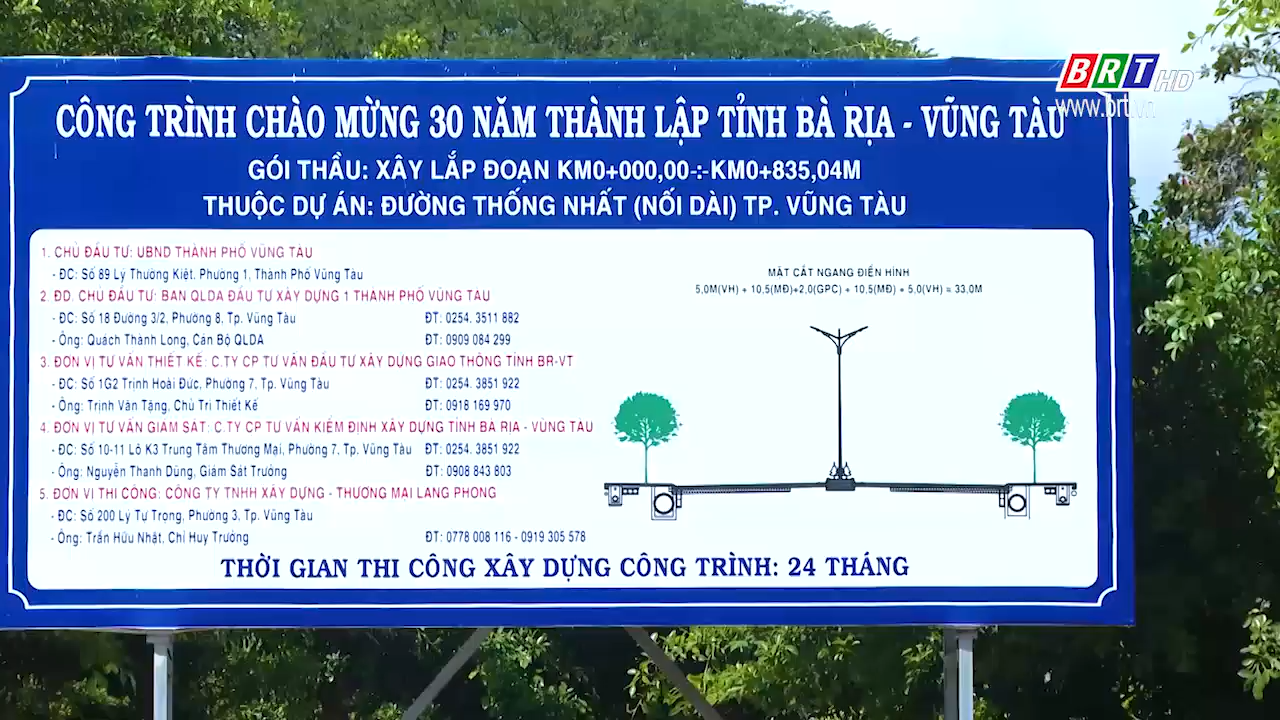 BRT HD
www.brt.vn
CÔNG TRÌNH CHÀO MỪNG 30 NĂM THÀNH LẬP TỈNH BÀ RỊA - VŨNG TÀU
GÓI THẦU: XÂY LẮP ĐOẠN KM0+000,00÷KM0+835,04M
THUỘC DỰ ÁN: ĐƯỜNG THỐNG NHẤT (NỐI DÀI) TP. VŨNG TÀU
1. CHỦ ĐẦU TƯ: UBND THÀNH PHỐ VŨNG TÀU
- ĐC: Số 89 Lý Thường Kiệt, Phường 1, Thành Phố Vũng Tàu
2. ĐD. CHỦ ĐẦU TƯ: BAN QLDA ĐẦU TƯ XÂY DỰNG 1 THÀNH PHỐ VŨNG TÀU
- ĐC: Số 18 Đường 3/2, Phường 8, Tp. Vũng Tàu ĐT: 0254. 3511 882
- Ông: Quách Thành Long, Cán Bộ QLDA ĐT: 0909 084 299
3. ĐƠN VỊ TƯ VẤN THIẾT KẾ: C.TY CP TƯ VẤN ĐẦU TƯ XÂY DỰNG GIAO THÔNG TỈNH BR-VT
- ĐC: Số 1G2 Trịnh Hoài Đức, Phường 7, Tp. Vũng Tàu ĐT: 0254. 3851 922
- Ông: Trịnh Văn Tặng, Chủ Trì Thiết Kế ĐT: 0918 169 970
4. ĐƠN VỊ TƯ VẤN GIÁM SÁT: C.TY CP TƯ VẤN KIỂM ĐỊNH XÂY DỰNG TỈNH BÀ RỊA - VŨNG TÀU
- ĐC: Số 10-11 Lô K3 Trung Tâm Thương Mại, Phường 7, Tp. Vũng Tàu ĐT: 0254. 3851 922
- Ông: Nguyễn Thanh Dũng, Giám Sát Trưởng ĐT: 0908 843 803
5. ĐƠN VỊ THI CÔNG: CÔNG TY TNHH XÂY DỰNG - THƯƠNG MẠI LANG PHONG
- ĐC: Số 200 Lý Tự Trọng, Phường 3, Tp. Vũng Tàu
- Ông: Trần Hữu Nhật, Chỉ Huy Trưởng ĐT: 0778 008 116 - 0919 305 578
MẶT CẮT NGANG ĐIỂN HÌNH
5,0M(VH) + 10,5(MĐ)+2,0(GPC) + 10,5(MĐ) + 5,0(VH) = 33,0M
THỜI GIAN THI CÔNG XÂY DỰNG CÔNG TRÌNH: 24 THÁNG